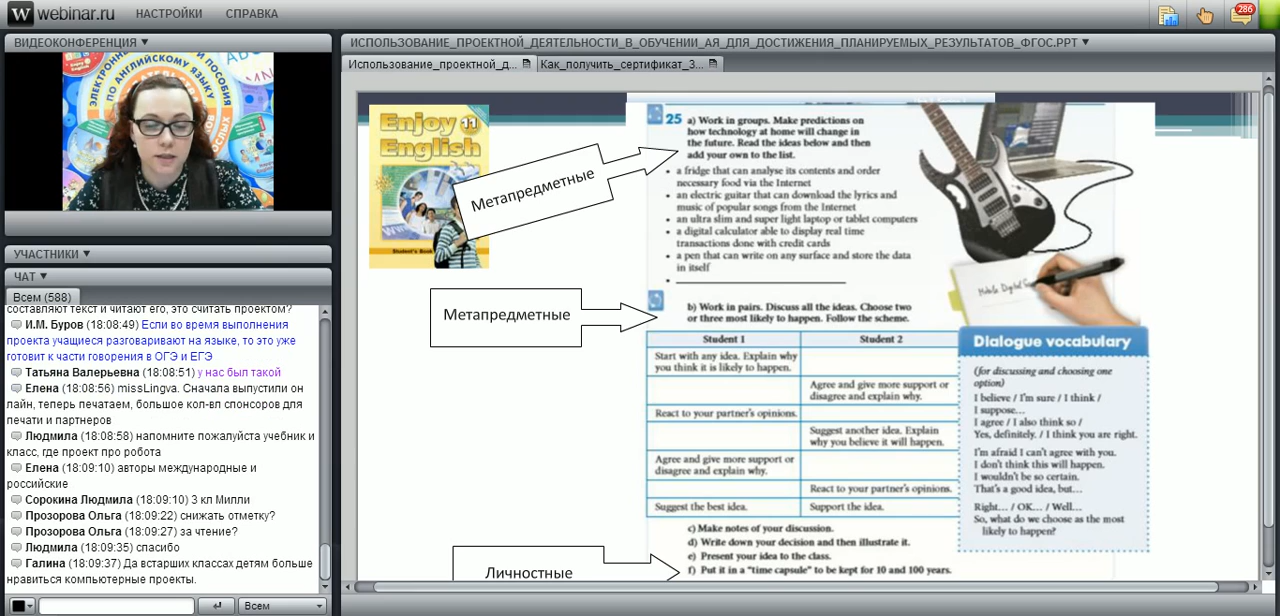 W webinar.ru НАСТРОЙКИ СПРАВКА
286
ВИДЕОКОНФЕРЕНЦИЯ
ЭЛЕКТРОН
ПО АНГЛИЙСКОМУ ЯЗЫКУ
ПОСОБИЯ
УЧАСТНИКИ
ЧАТ
Всем (588)
составляют текст и читают его, это считать проектом?
И.М. Буров (18:08:49) Если во время выполнения
проекта учащиеся разговаривают на языке, то это уже
готовит к части говорения в ОГЭ и ЕГЭ
Татьяна Валерьевна (18:08:51) у нас был такой
Елена (18:08:56) missLingva. Сначала выпустили он
лайн, теперь печатаем, большое кол-вл спонсоров для
печати и партнеров
Людмила (18:08:58) напомните пожалуйста учебник и
класс, где проект про робота
Елена (18:09:10) авторы международные и
российские
Сорокина Людмила (18:09:10) 3 кл Милли
Прозорова Ольга (18:09:22) снижать отметку?
Прозорова Ольга (18:09:27) за чтение?
Людмила (18:09:35) спасибо
Галина (18:09:37) Да встарших классах детям больше
нравиться компьютерные проекты.
Всем
ИСПОЛЬЗОВАНИЕ_ПРОЕКТНОЙ_ДЕЯТЕЛЬНОСТИ_В_ОБУЧЕНИИ_АЯ_ДЛЯ_ДОСТИЖЕНИЯ_ПЛАНИРУЕМЫХ_РЕЗУЛЬТАТОВ_ФГОС.PPT
Использование_проектной_д... Как_получить_сертификат_З...
Enjoy 11
English
Student's Book
Метапредметные
Метапредметные
Личностные
25 a) Work in groups. Make predictions on
how technology at home will change in
the future. Read the ideas below and then
add your own to the list.
• a fridge that can analyse its contents and order
necessary food via the Internet
• an electric guitar that can download the lyrics and
music of popular songs from the Internet
• an ultra slim and super light laptop or tablet computers
• a digital calculator able to display real time
transactions done with credit cards
• a pen that can write on any surface and store the data
in itself
•
b) Work in pairs. Discuss all the ideas. Choose two
or three most likely to happen. Follow the scheme.
Student 1 Student 2
Start with any idea. Explain why
you think it is likely to happen.
Agree and give more support or
disagree and explain why.
React to your partner's opinions.
Suggest another idea. Explain
why you believe it will happen.
Agree and give more support or
disagree and explain why.
React to your partner's opinions.
Suggest the best idea. Support the idea.
c) Make notes of your discussion.
d) Write down your decision and then illustrate it.
e) Present your idea to the class.
f) Put it in a "time capsule" to be kept for 10 and 100 years.
Mobile Digital
Dialogue vocabulary
(for discussing and choosing one
option)
I believe / I'm sure / I think /
I suppose...
I agree / I also think so /
Yes, definitely. / I think you are right.
I'm afraid I can't agree with you.
I don't think this will happen.
I wouldn't be so certain.
That's a good idea, but...
Right... / OK... / Well...
So, what do we choose as the most
likely to happen?